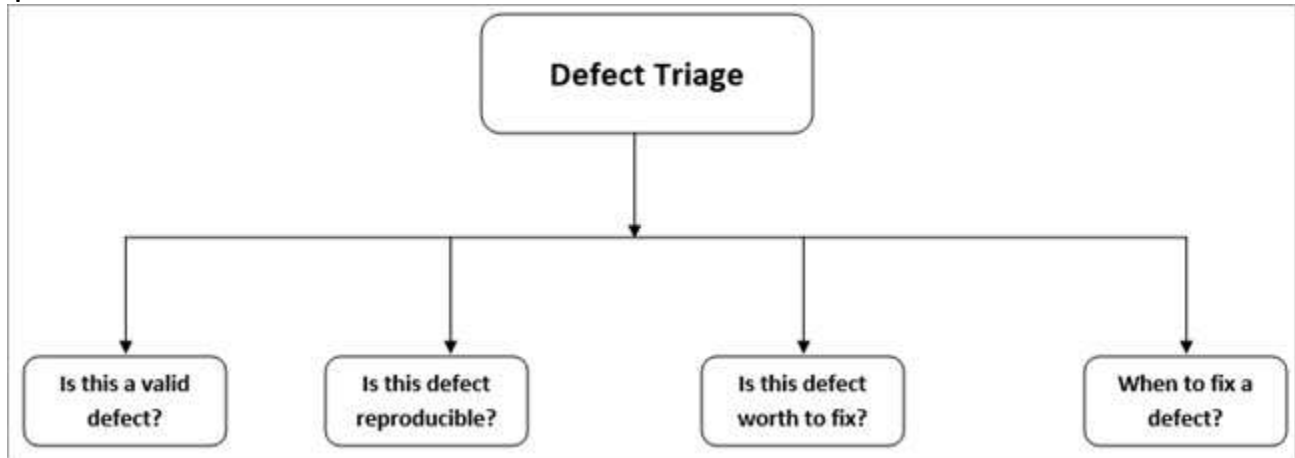 Defect Triage
Is this a valid
defect?
Is this defect
reproducible?
Is this defect
worth to fix?
When to fix a
defect?